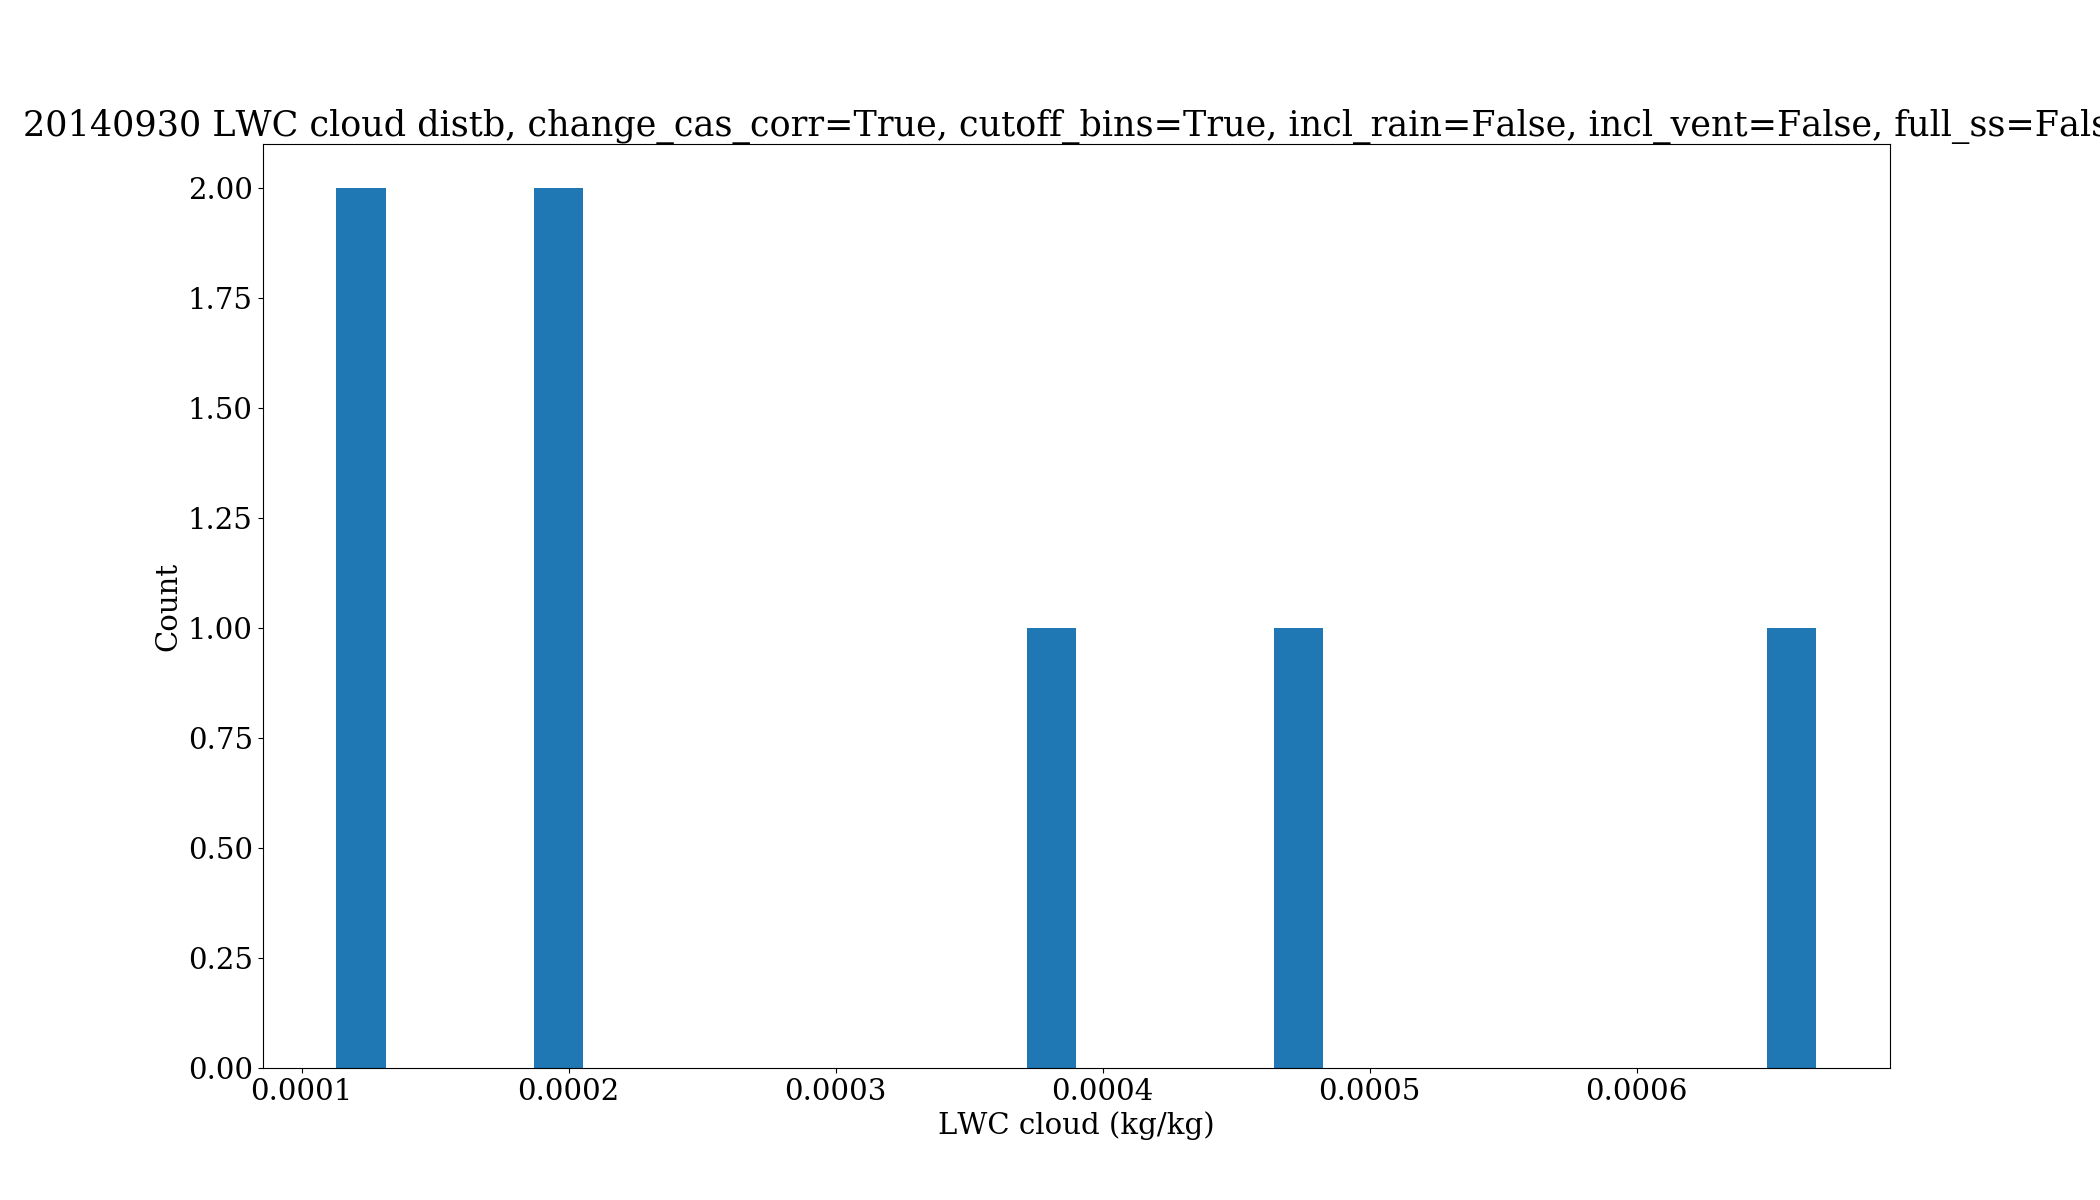 20140930 LWC cloud distb, change_cas_corr=True, cutoff_bins=True, incl_rain=False, incl_vent=False, full_ss=Fals
2.00
1.75
1.50
1.25
1.00
0.75
0.50
0.25
0.00
Count
0.0001 0.0002 0.0003 0.0004 0.0005 0.0006
LWC cloud (kg/kg)